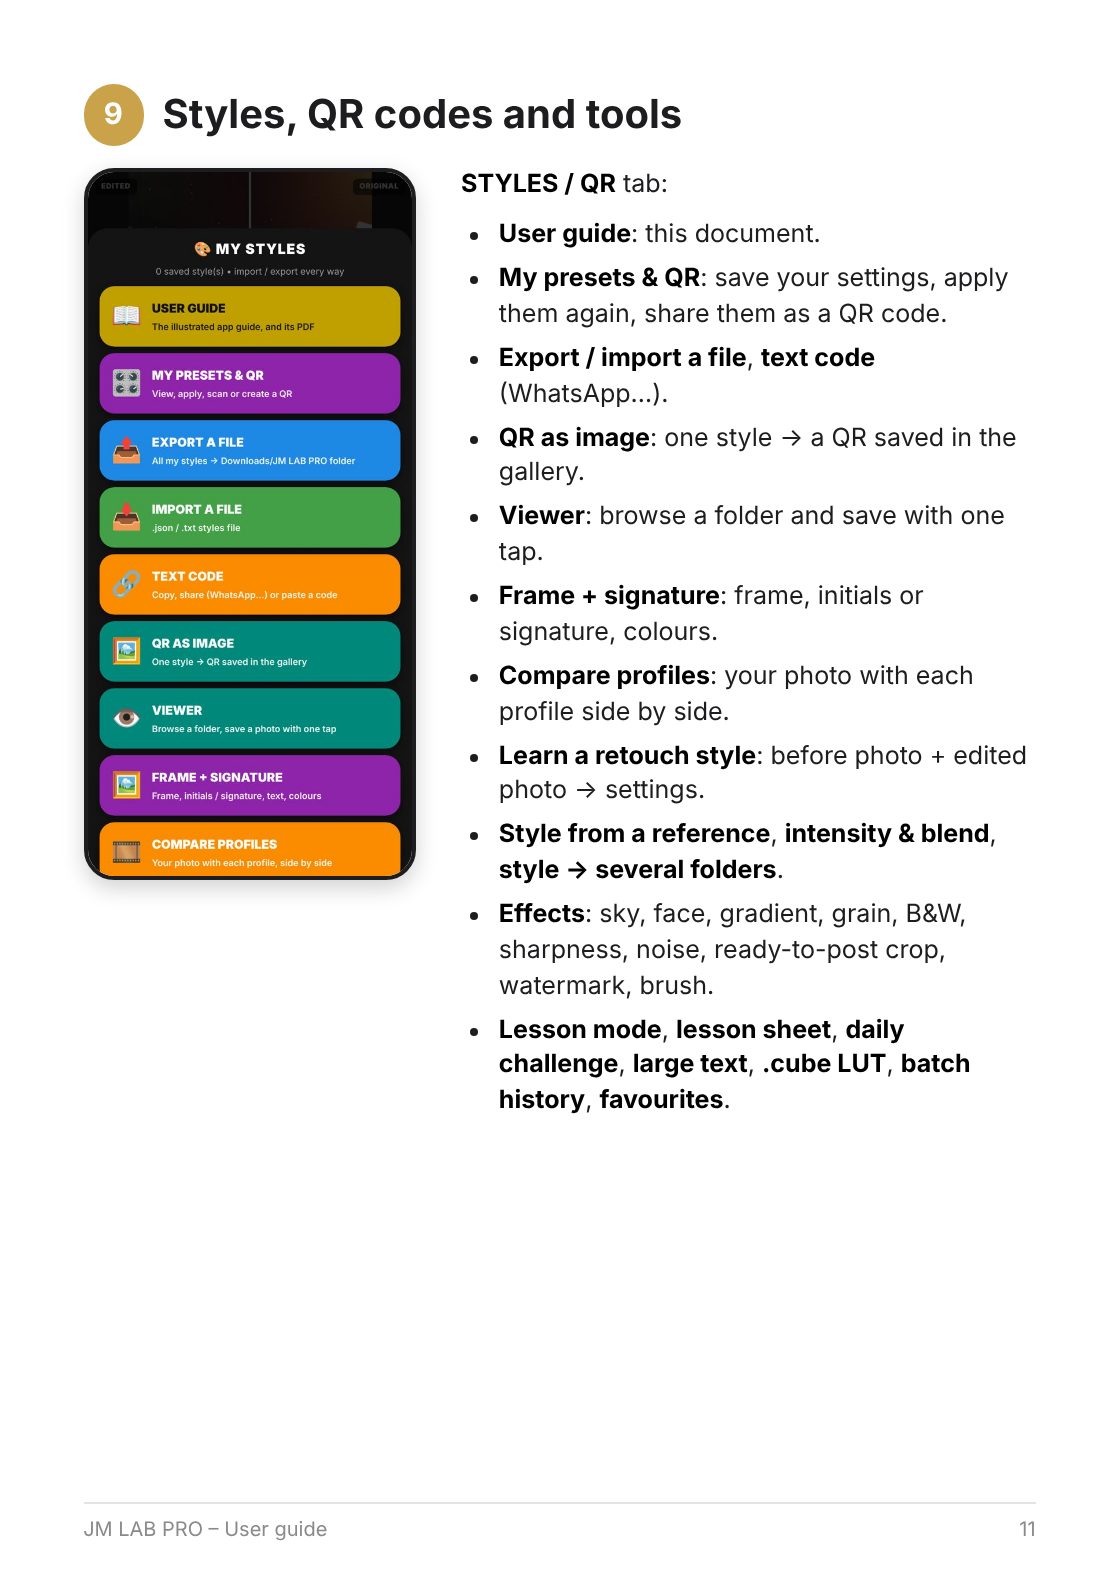 9
Styles, QR codes and tools
EDITED
ORIGINAL
MY STYLES
0 saved style(s) • import / export every way
USER GUIDE
The illustrated app guide, and its PDF
MY PRESETS & QR
View, apply, scan or create a QR
EXPORT A FILE
All my styles → Downloads/JM LAB PRO folder
IMPORT A FILE
.json / .txt styles file
TEXT CODE
Copy, share (WhatsApp...) or paste a code
QR AS IMAGE
One style → QR saved in the gallery
VIEWER
Browse a folder, save a photo with one tap
FRAME + SIGNATURE
Frame, initials / signature, text, colours
COMPARE PROFILES
Your photo with each profile, side by side
STYLES / QR tab:
• User guide: this document.
• My presets & QR: save your settings, apply
them again, share them as a QR code.
• Export / import a file, text code
(WhatsApp...).
• QR as image: one style → a QR saved in the
gallery.
• Viewer: browse a folder and save with one
tap.
• Frame + signature: frame, initials or
signature, colours.
• Compare profiles: your photo with each
profile side by side.
• Learn a retouch style: before photo + edited
photo → settings.
• Style from a reference, intensity & blend,
style → several folders.
• Effects: sky, face, gradient, grain, B&W,
sharpness, noise, ready-to-post crop,
watermark, brush.
• Lesson mode, lesson sheet, daily
challenge, large text, .cube LUT, batch
history, favourites.
JM LAB PRO – User guide
11